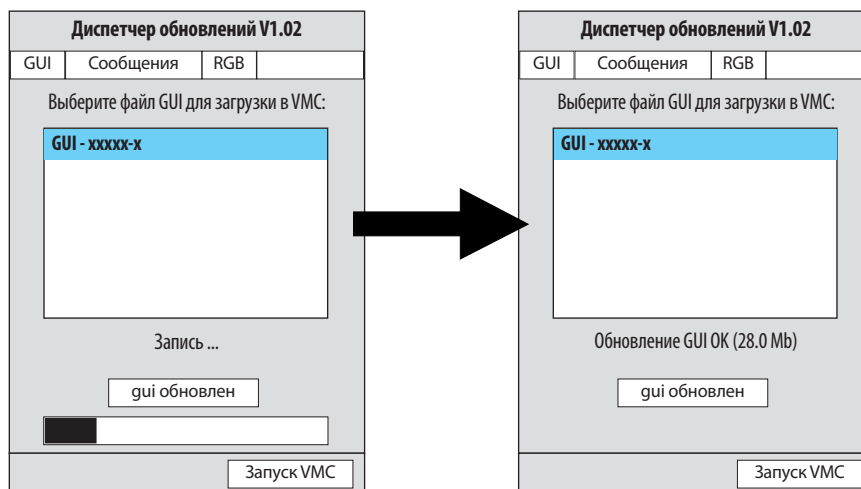 Диспетчер обновлений V1.02
GUI Сообщения RGB
Выберите файл GUI для загрузки в VMC:
GUI - xxxxx-x
Запись ...
gui обновлен
Запуск VMC
Диспетчер обновлений V1.02
GUI Сообщения RGB
Выберите файл GUI для загрузки в VMC:
GUI - xxxxx-x
Обновление GUI OK (28.0 Mb)
gui обновлен
Запуск VMC